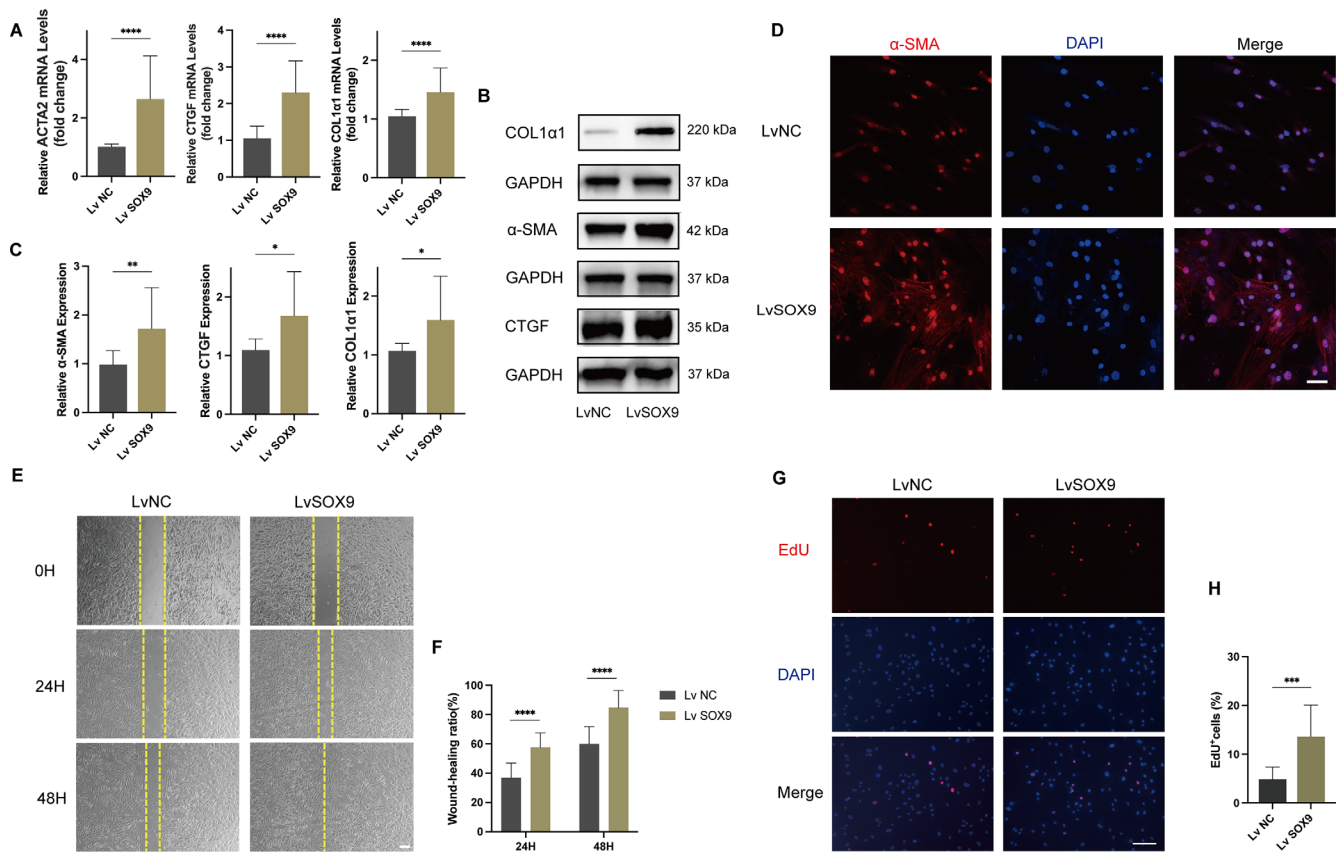 A
Relative ACTA2 mRNA Levels
(fold change)
6
4
2
0
****
Lv NC
Lv SOX9
Relative CTGF mRNA Levels
(fold change)
4
3
2
1
0
****
Lv NC
Lv SOX9
Relative COL1α1 mRNA Levels
(fold change)
2
1
0
****
Lv NC
Lv SOX9
B
COL1α1
220 kDa
GAPDH
37 kDa
α-SMA
42 kDa
GAPDH
37 kDa
CTGF
35 kDa
GAPDH
37 kDa
LvNC
LvSOX9
C
Relative α-SMA Expression
3
2
1
0
**
Lv NC
Lv SOX9
Relative CTGF Expression
3
2
1
0
*
Lv NC
Lv SOX9
Relative COL1α1 Expression
3
2
1
0
*
Lv NC
Lv SOX9
D
α-SMA
DAPI
Merge
LvNC
LvSOX9
E
LvNC
LvSOX9
0H
24H
48H
F
Wound-healing ratio(%)
100
80
60
40
20
0
****
****
24H
48H
Lv NC
Lv SOX9
G
LvNC
LvSOX9
EdU
DAPI
Merge
H
EdU+cells (%)
30
20
10
0
***
Lv NC
Lv SOX9